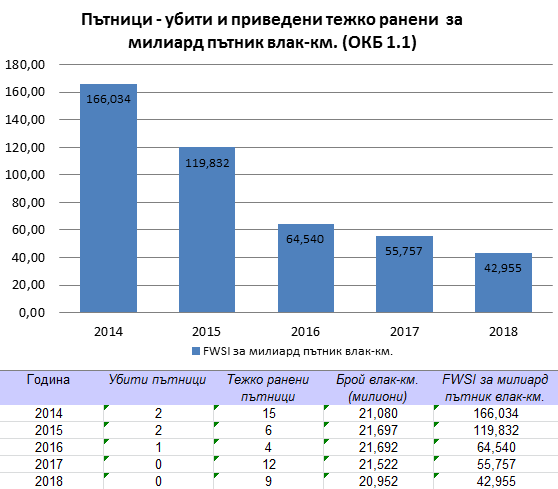 Пътници - убити и приведени тежко ранени за
милиард пътник влак-км. (ОКБ 1.1)
180,00
160,00
140,00
120,00
100,00
80,00
60,00
40,00
20,00
0,00
166,034
119,832
64,540
55,757
42,955
2014 2015 2016 2017 2018
FWSI за милиард пътник влак-км.
Година Убити пътници Тежко ранени пътници Брой влак-км. (милиони) FWSI за милиард пътник влак-км.
2014 2 15 21,080 166,034
2015 2 6 21,697 119,832
2016 1 4 21,692 64,540
2017 0 12 21,522 55,757
2018 0 9 20,952 42,955